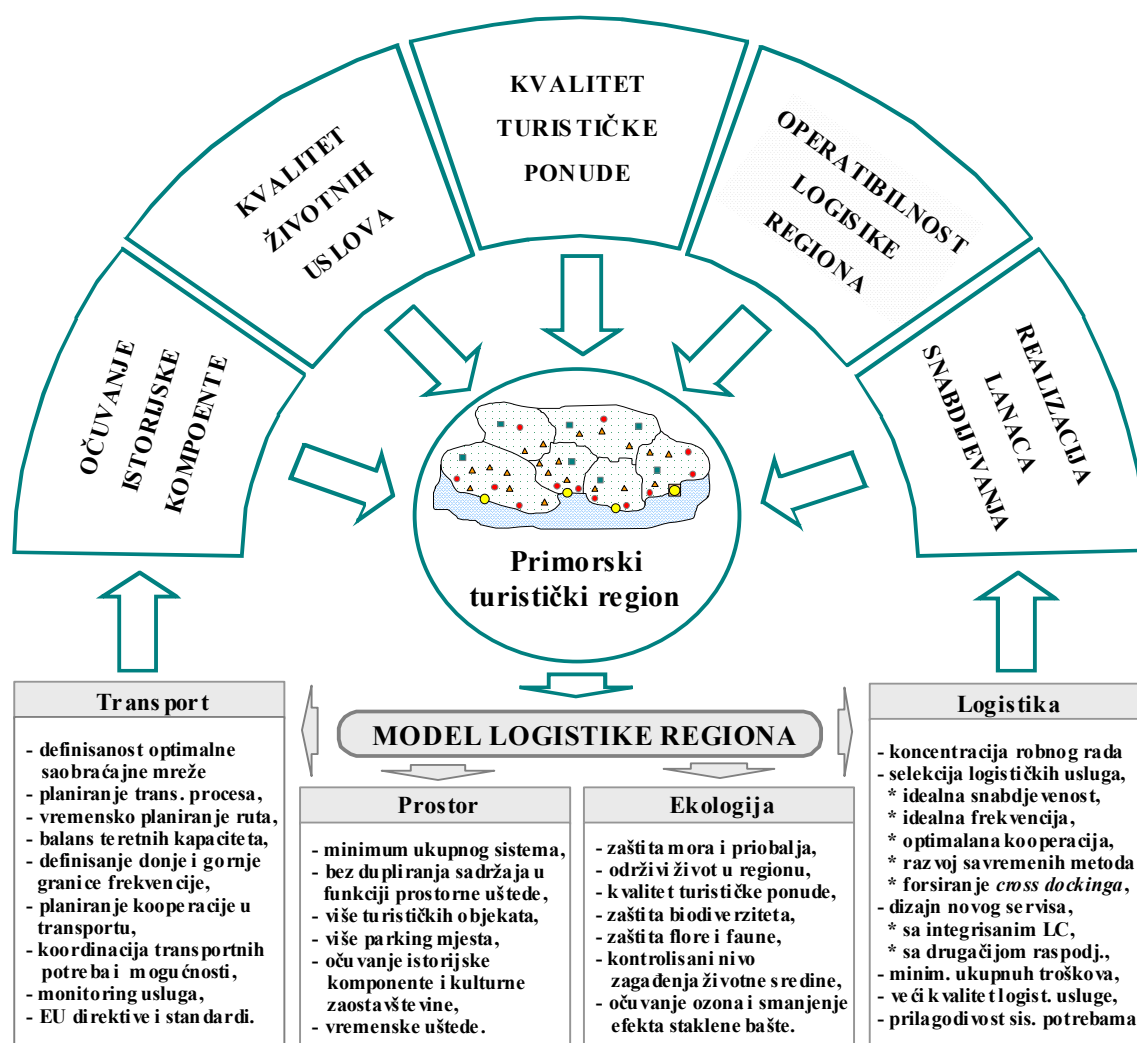 OČUVANJE
ISTORIJSKE
KOMPOENTE
KVALITET
ŽIVOTNIH
USLOVA
KVALITET
TURISTIČKE
PONUDE
OPERATIBILNOST
LOGISIKE
REGIONA
REALIZACIJA
LANACA
SNABDIJEVANJA
Primorski
turistički region
MODEL LOGISTIKE REGIONA
Transport
- definisanost optimalne
saobraćajne mreže
- planiranje trans. procesa,
- vremensko planiranje ruta,
- balans teretnih kapaciteta,
- definisanje donje i gornje
granice frekvencije,
- planiranje kooperacije u
transportu,
- koordinacija transportnih
potreba i mogućnosti,
- monitoring usluga,
- EU direktive i standardi.
Prostor
- minimum ukupnog sistema,
- bez dupliranja sadržaja u
funkciji prostorne uštede,
- više turističkih objekata,
- više parking mjesta,
- očuvanje istorijske
komponente i kulturne
zaostavštevine,
- vremenske uštede.
Ekologija
- zaštita mora i priobalja,
- održivi život u regionu,
- kvalitet turističke ponude,
- zaštita biodiverziteta,
- zaštita flore i faune,
- kontrolisani nivo
zagađenja životne sredine,
- očuvanje ozona i smanjenje
efekta staklene bašte.
Logistika
- koncentracija robnog rada
- selekcija logističkih usluga,
* idealna snabdjevenost,
* idealna frekvencija,
* optimalana kooperacija,
* razvoj savremenih metoda
* forsiranje cross dockinga,
- dizajn novog servisa,
* sa integrisanim LC,
* sa drugačijom raspodj.,
- minim. ukupnuh troškova,
- veći kvalitet logist. usluge,
- prilagodivost sis. potrebama